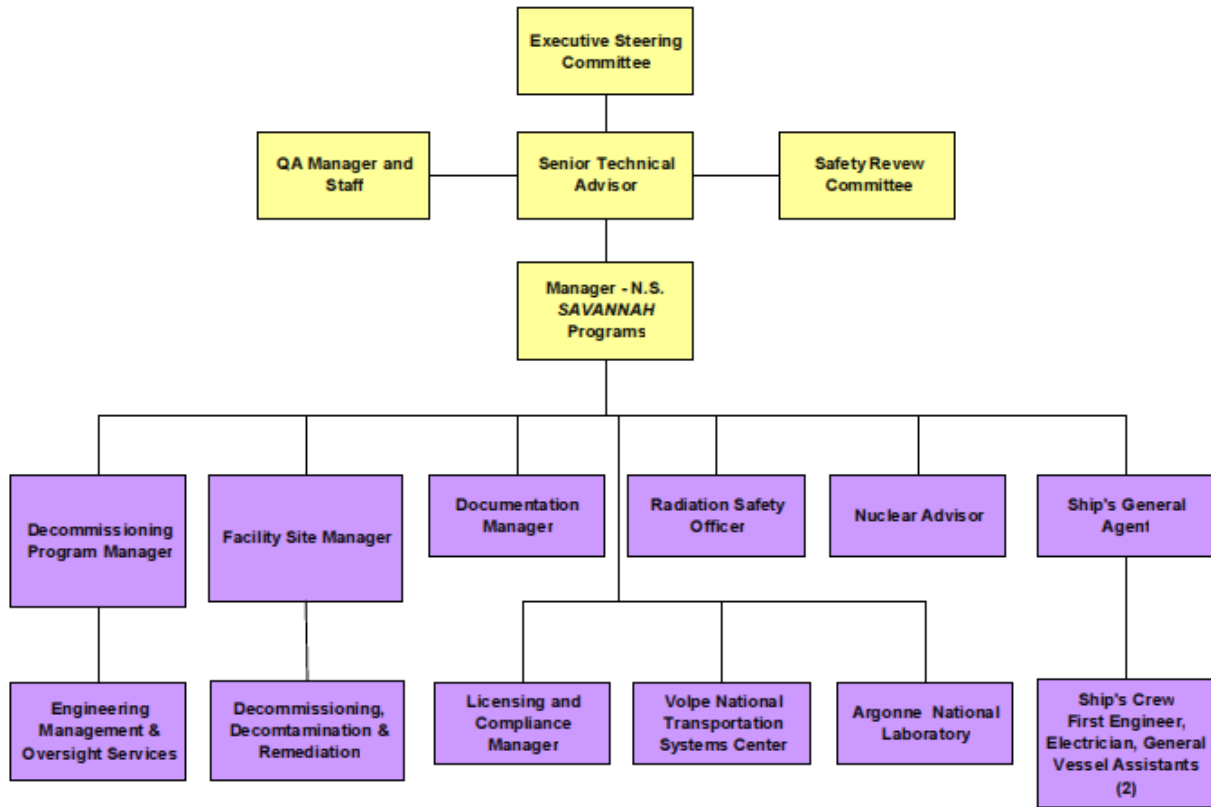 Executive Steering
Committee
QA Manager and
Staff
Senior Technical
Advisor
Safety Revew
Committee
Manager - N.S.
SAVANNAH
Programs
Decommissioning
Program Manager
Facility Site Manager
Documentation
Manager
Radiation Safety
Officer
Nuclear Advisor
Ship's General
Agent
Engineering
Management &
Oversight Services
Decommissioning,
Decomtamination &
Remediation
Licensing and
Compliance
Manager
Volpe National
Transportation
Systems Center
Argonne National
Laboratory
Ship's Crew
First Engineer,
Electrician, General
Vessel Assistants
(2)